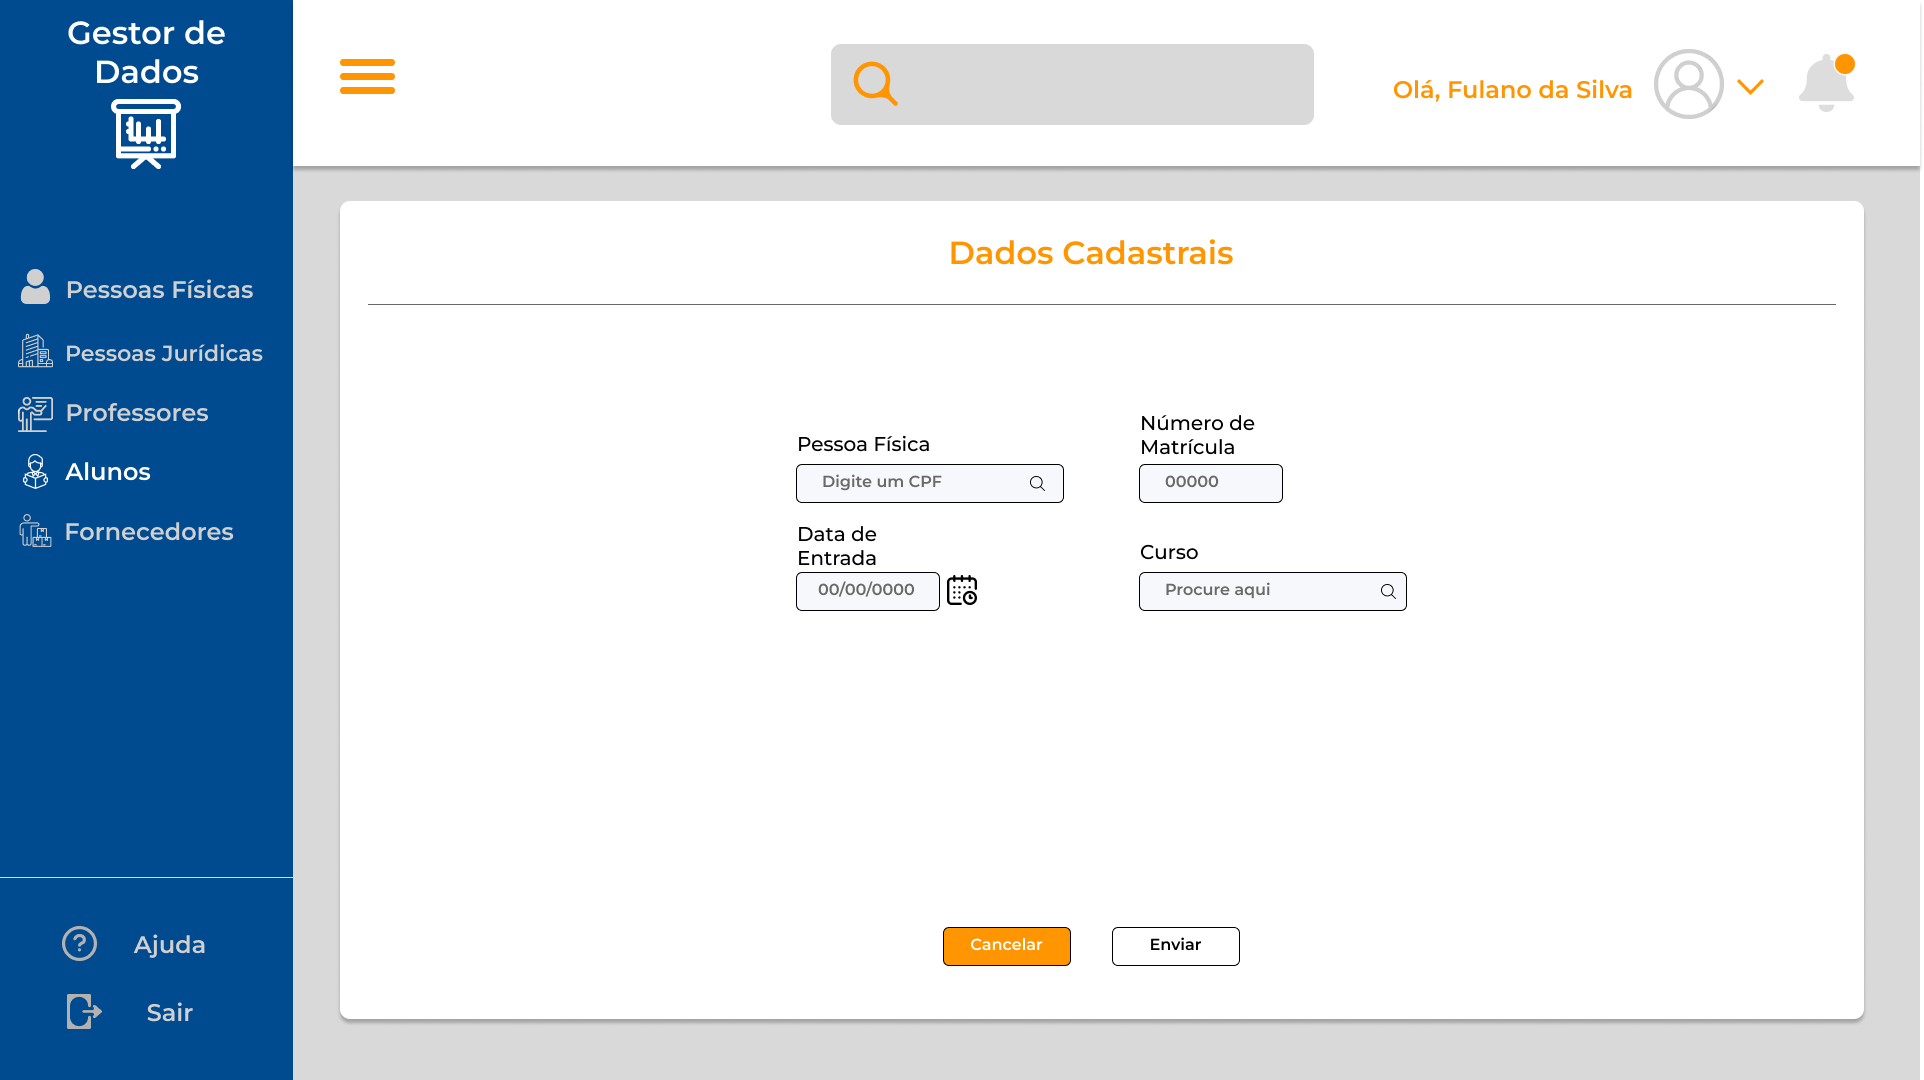 Gestor de
Dados
Olá, Fulano da Silva
Pessoas Físicas
Pessoas Jurídicas
Professores
Alunos
Fornecedores
Ajuda
Sair
Dados Cadastrais
Pessoa Física
Digite um CPF
Número de
Matrícula
00000
Data de
Entrada
00/00/0000
Curso
Procure aqui
Cancelar
Enviar